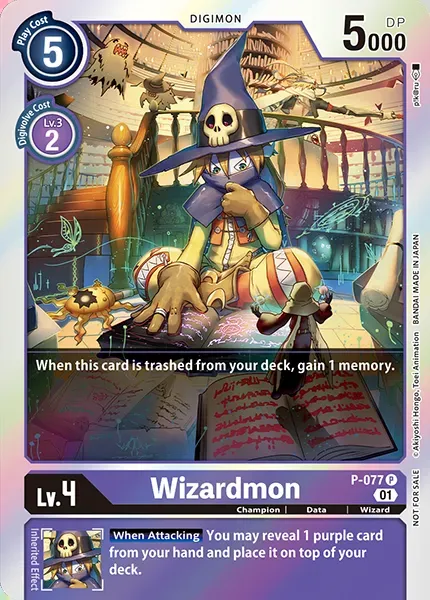 DIGIMON
Play Cost
5
DP
5000
Digivolve Cost
Lv.3
2
pik@ru
©Akiyoshi Hongo, Toei Animation BANDAI MADE IN JAPAN
When this card is trashed from your deck, gain 1 memory.
NOT FOR SALE
P-077 P
01
Lv.4
Wizardmon
Champion | Data | Wizard
Inherited Effect
When Attacking You may reveal 1 purple card
from your hand and place it on top of your
deck.